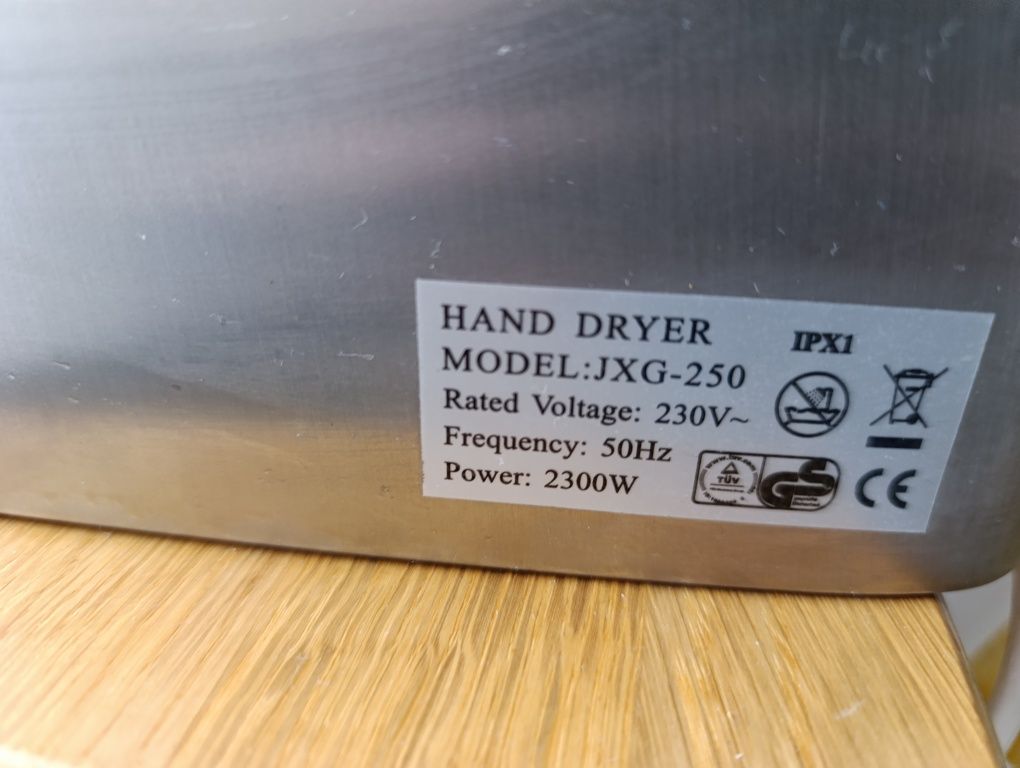 HAND DRYER
IPX1
MODEL:JXG-250
Rated Voltage: 230V~
Frequency: 50Hz
Power: 2300W
TÜV
GS
CE